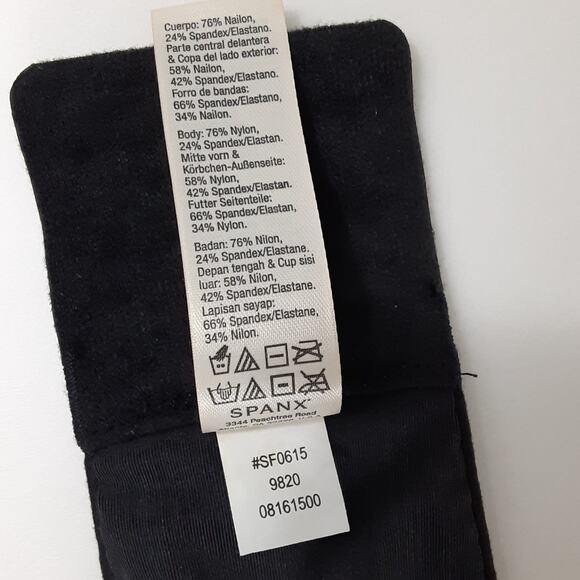 Cuerpo: 76% Nailon,
24% Spandex/Elastano.
Parte central delantera
& Copa del lado exterior:
58% Nailon,
42% Spandex/Elastano.
Forro de bandas:
66% Spandex/Elastano,
34% Nailon.
Body: 76% Nylon,
24% Spandex/Elastan.
Mitte vorn &
Körbchen-Außenseite:
58% Nylon,
42% Spandex/Elastan.
Futter Seitenteile:
66% Spandex/Elastan,
34% Nylon.
Badan: 76% Nilon,
24% Spandex/Elastane.
Depan tengah & Cup sisi
luar: 58% Nilon,
42% Spandex/Elastane.
Lapisan sayap:
66% Spandex/Elastane,
34% Nilon.
SPANX
3344 Peachtree Road
#SF0615
9820
08161500